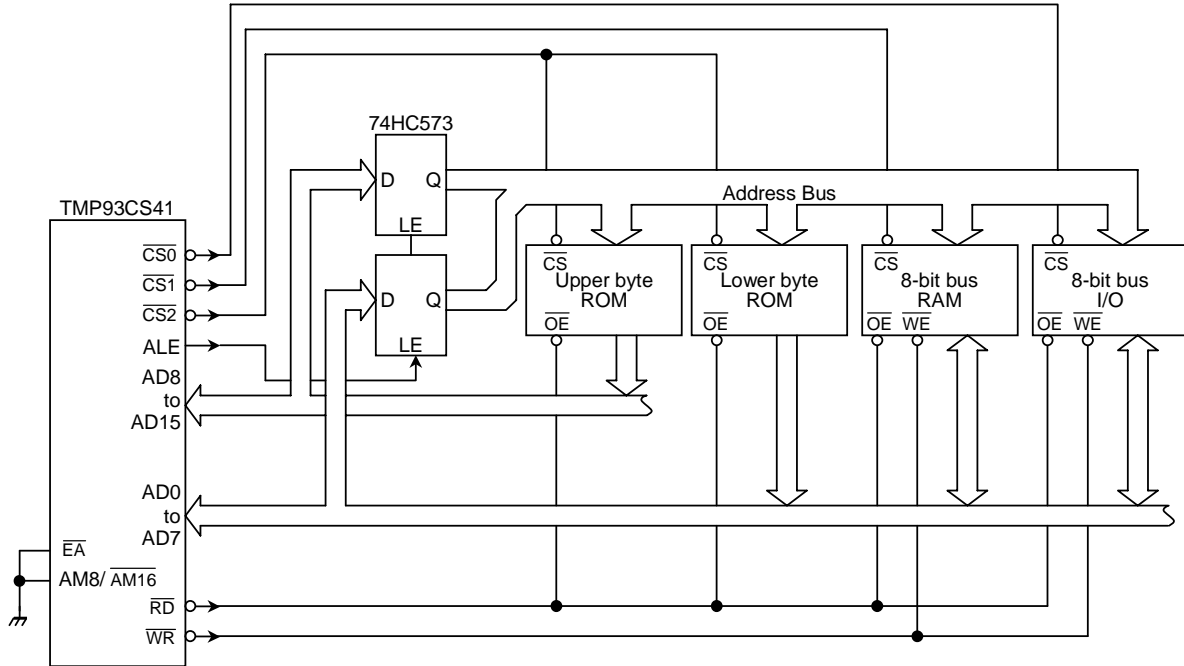 74HC573
D
Q
LE
D
Q
LE
TMP93CS41
CS0
CS1
CS2
ALE
AD8
to
AD15
AD0
to
AD7
EA
AM8/ AM16
RD
WR
Address Bus
CS
Upper byte
ROM
OE
CS
Lower byte
ROM
OE
CS
8-bit bus
RAM
OE WE
CS
8-bit bus
I/O
OE WE